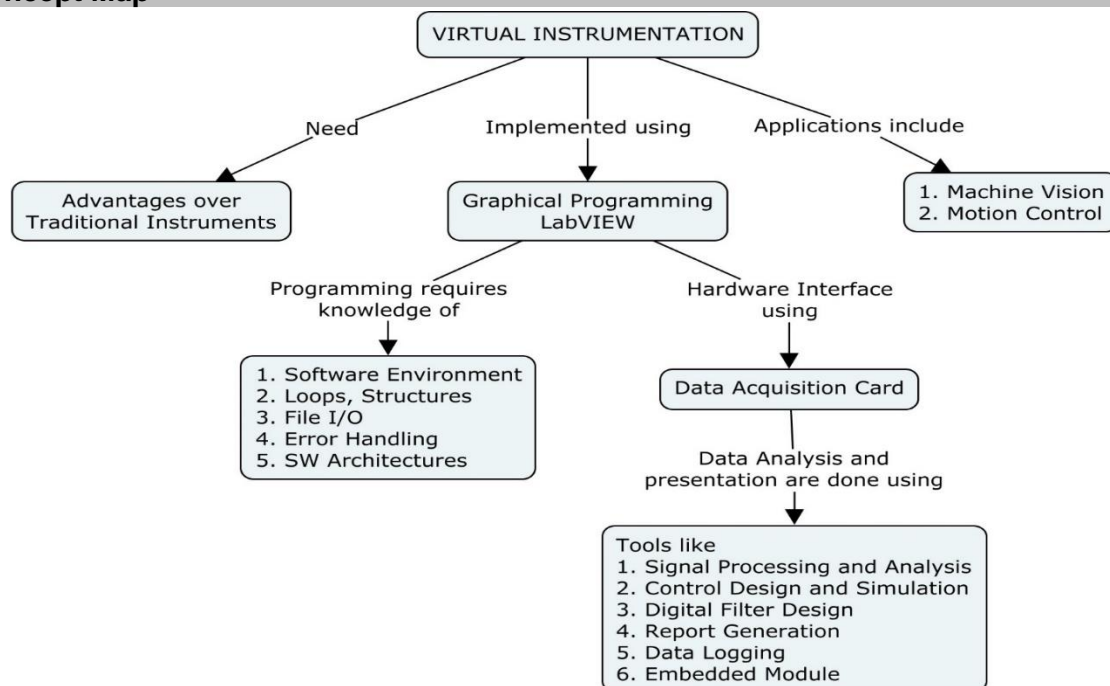 VIRTUAL INSTRUMENTATION
Need
Implemented using
Applications include
Advantages over
Traditional Instruments
Graphical Programming
LabVIEW
1. Machine Vision
2. Motion Control
Programming requires
knowledge of
Hardware Interface
using
1. Software Environment
2. Loops, Structures
3. File I/O
4. Error Handling
5. SW Architectures
Data Acquisition Card
Data Analysis and
presentation are done using
Tools like
1. Signal Processing and Analysis
2. Control Design and Simulation
3. Digital Filter Design
4. Report Generation
5. Data Logging
6. Embedded Module